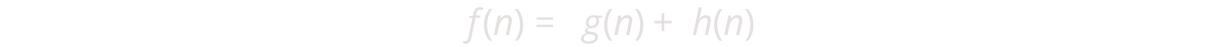 f(n) = g(n) + h(n)